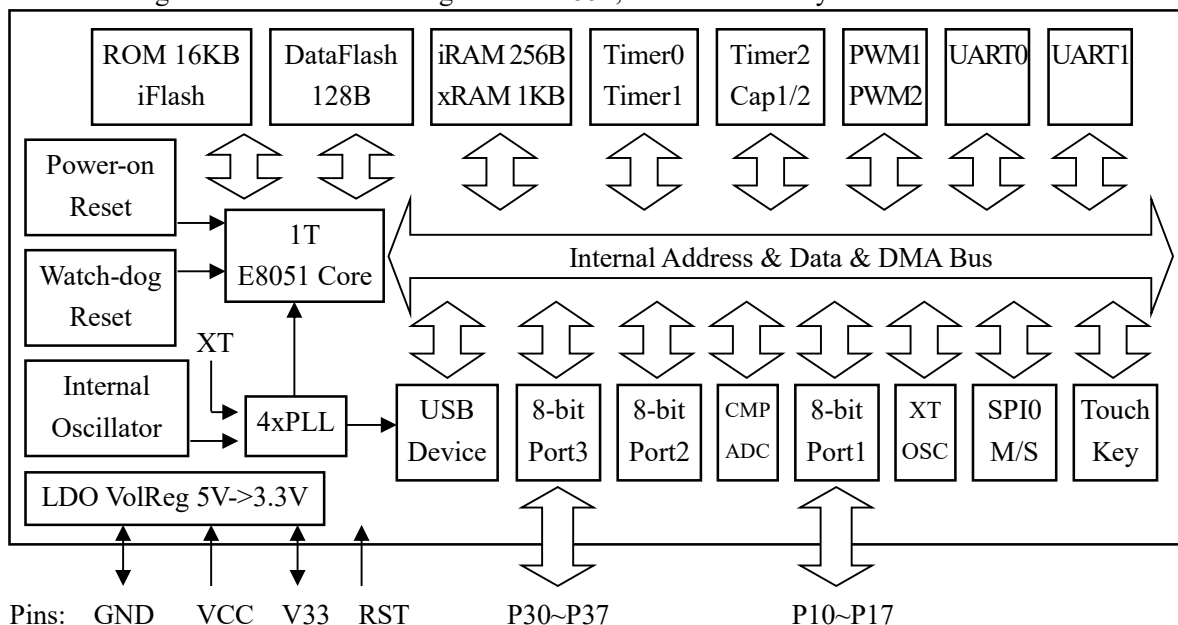 ROM 16KB
iFlash
DataFlash
128B
iRAM 256B
xRAM 1KB
Timer0
Timer1
Timer2
Cap1/2
PWM1
PWM2
UART0
UART1
Power-on
Reset
1T
E8051 Core
Internal Address & Data & DMA Bus
Watch-dog
Reset
XT
Internal
Oscillator
4xPLL
USB
Device
8-bit
Port3
8-bit
Port2
CMP
ADC
8-bit
Port1
XT
OSC
SPI0
M/S
Touch
Key
LDO VolReg 5V->3.3V
Pins: GND VCC V33 RST P30~P37 P10~P17